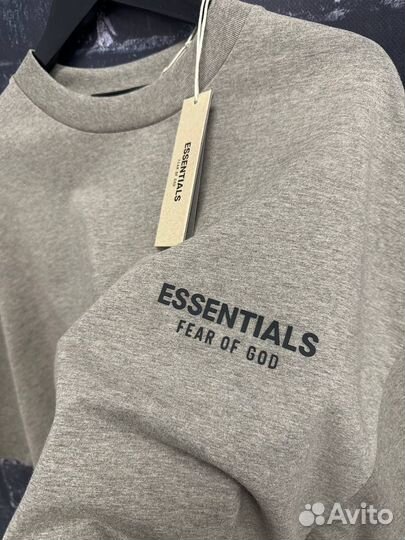 ESSENTIALS
FEAR OF GOD
ESSENTIALS
FEAR OF GOD
Avito